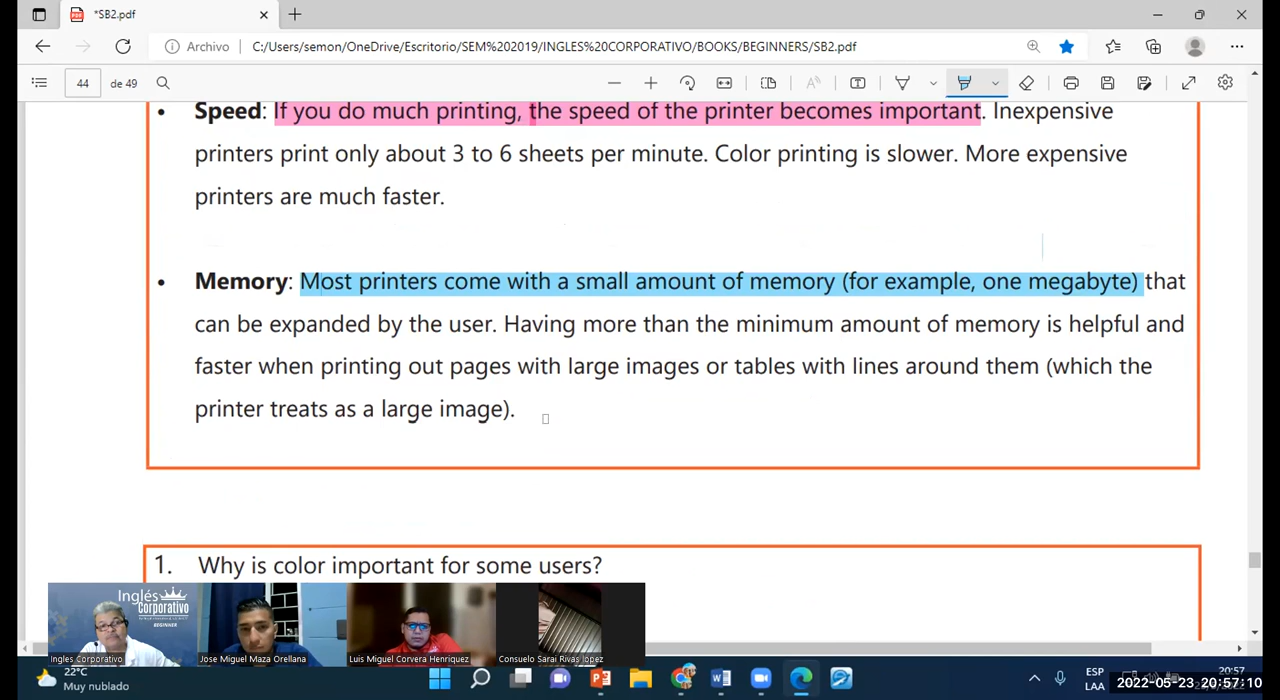 *SB2.pdf
Archivo
C:/Users/semon/OneDrive/Escritorio/SEM%202019/INGLES%20CORPORATIVO/BOOKS/BEGINNERS/SB2.pdf
44 de 49
• Speed: If you do much printing, the speed of the printer becomes important. Inexpensive
printers print only about 3 to 6 sheets per minute. Color printing is slower. More expensive
printers are much faster.
• Memory: Most printers come with a small amount of memory (for example, one megabyte) that
can be expanded by the user. Having more than the minimum amount of memory is helpful and
faster when printing out pages with large images or tables with lines around them (which the
printer treats as a large image).
1. Why is color important for some users?
Inglés
Corporativo
BEGINNER
Ingles Corporativo
Jose Miguel Maza Orellana
Luis Miguel Corvera Henriquez
Consuelo Sarai Rivas lopez
22°C
Muy nublado
ESP
LAA
20:57
2022-05-23 20:57:10